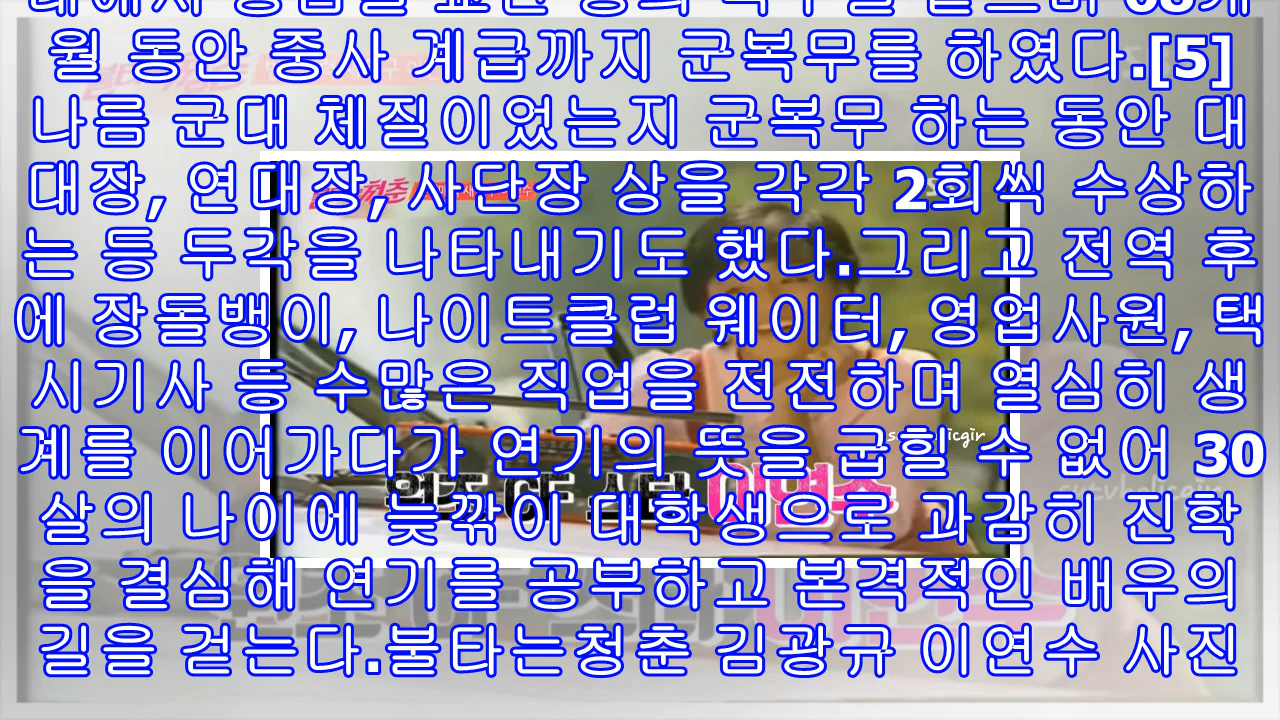 월 동안 중사 계급까지 군복무를 하였다.[5]
나름 군대 체질이었는지 군복무 하는 동안 대
대장, 연대장, 사단장 상을 각각 2회씩 수상하
는 등 두각을 나타내기도 했다.그리고 전역 후
에 장돌뱅이, 나이트클럽 웨이터, 영업사원, 택
시기사 등 수많은 직업을 전전하며 열심히 생
계를 이어가다가 연기의 뜻을 굽힐 수 없어 30
살의 나이에 늦깎이 대학생으로 과감히 진학
을 결심해 연기를 공부하고 본격적인 배우의
길을 걷는다.불타는청춘 김광규 이연수 사진